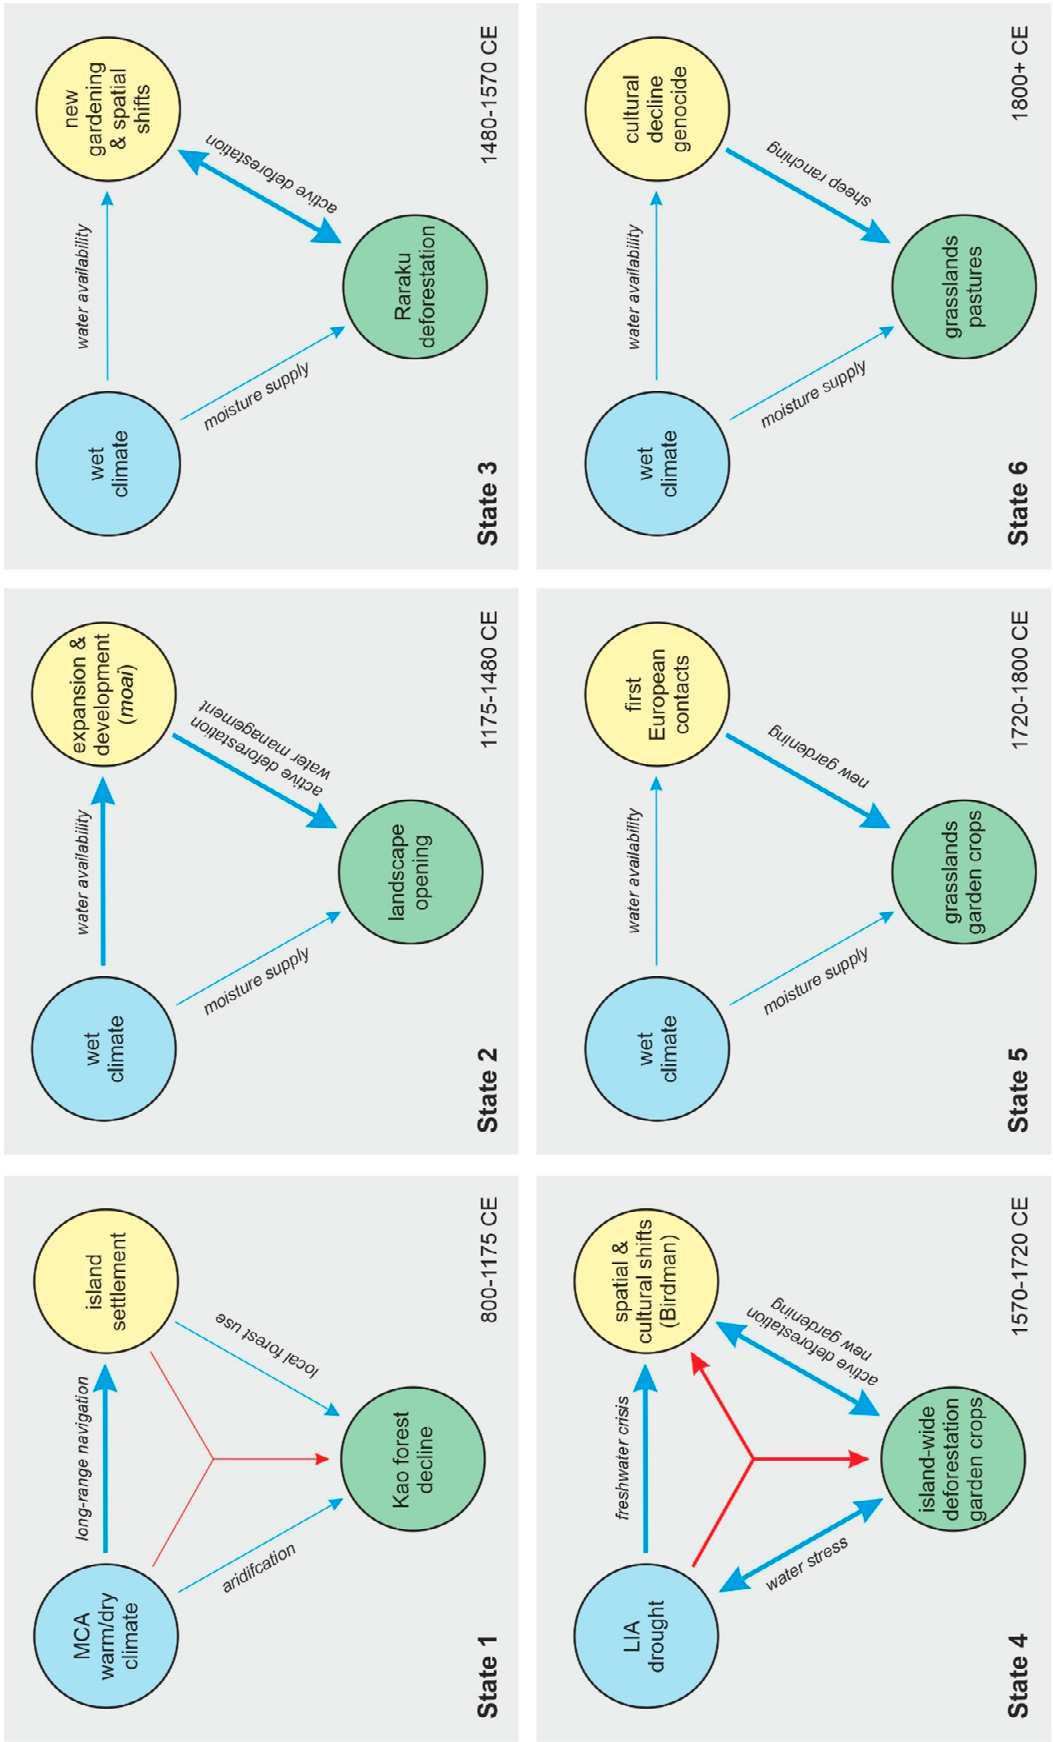 MCA
warm/dry
climate
long-range navigation
island
settlement
aridifcation
local forest use
Kao forest
decline
State 1
800-1175 CE
wet
climate
water availability
expansion &
development
(moai)
moisture supply
active deforestation
water management
landscape
opening
State 2
1175-1480 CE
wet
climate
water availability
new
gardening
& spatial
shifts
moisture supply
active deforestation
Raraku
deforestation
State 3
1480-1570 CE
LIA
drought
freshwater crisis
spatial &
cultural shifts
(Birdman)
water stress
active deforestation
new gardening
island-wide
deforestation
garden crops
State 4
1570-1720 CE
wet
climate
water availability
first
European
contacts
moisture supply
new gardening
grasslands
garden crops
State 5
1720-1800 CE
wet
climate
water availability
cultural
decline
genocide
moisture supply
sheep ranching
grasslands
pastures
State 6
1800+ CE